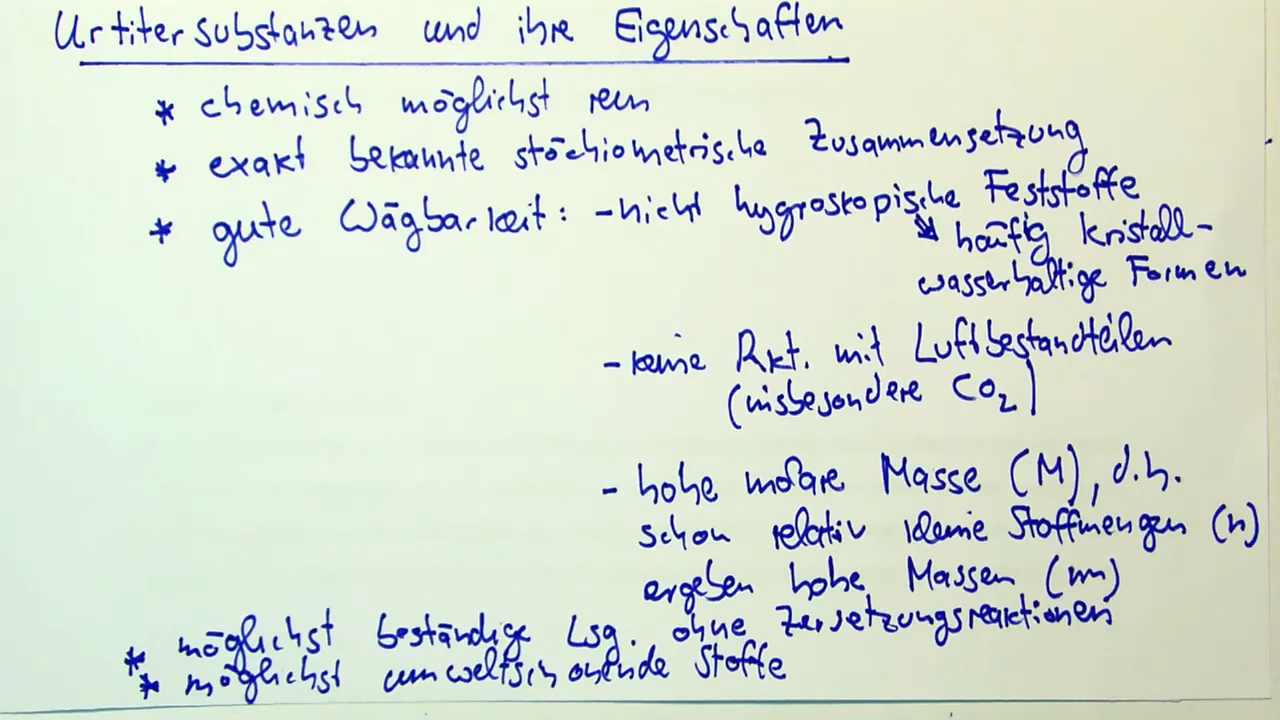 Urtitersubstanzen und ihre Eigenschaften
* chemisch möglichst rein
* exakt bekannte stöchiometrische Zusammensetzung
* gute Wägbarkeit: - nicht hygroskopische Feststoffe
↘ häufig kristall-
wasserhaltige Formen
- keine Rkt. mit Luftbestandteilen
(insbesondere CO₂)
- hohe molare Masse (M), d.h.
schon relativ kleine Stoffmengen (n)
ergeben hohe Massen (m)
* möglichst beständige Lsg. ohne Zersetzungsreaktionen
* möglichst umweltschonende Stoffe